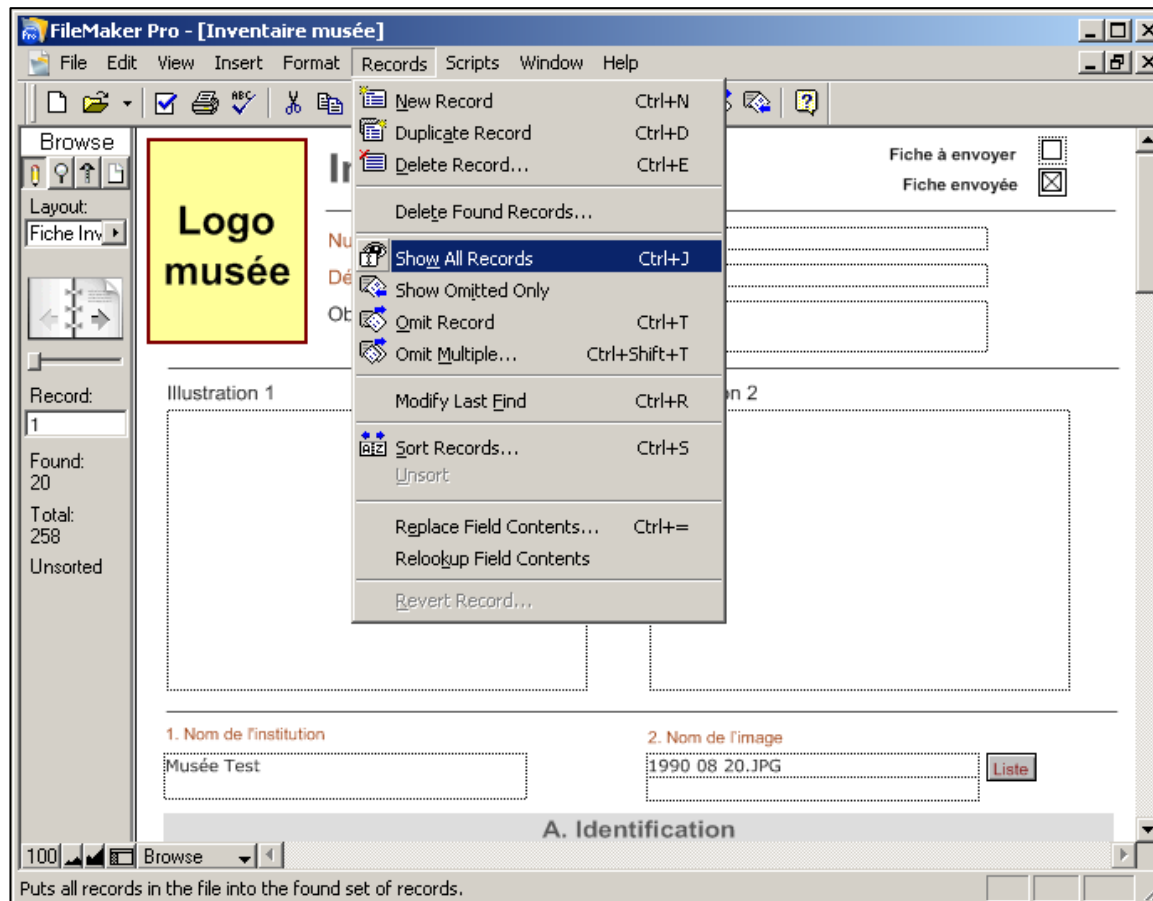 FileMaker Pro - [Inventaire musée]
File Edit View Insert Format Records Scripts Window Help
Browse
Layout:
Fiche Inv
Record:
1
Found:
20
Total:
258
Unsorted
Logo
musée
New Record Ctrl+N
Duplicate Record Ctrl+D
Delete Record... Ctrl+E
Delete Found Records...
Show All Records Ctrl+J
Show Omitted Only
Omit Record Ctrl+T
Omit Multiple... Ctrl+Shift+T
Modify Last Find Ctrl+R
Sort Records... Ctrl+S
Unsort
Replace Field Contents... Ctrl+=
Relookup Field Contents
Revert Record...
Fiche à envoyer
Fiche envoyée
Nu
Dé
Ob
Illustration 1
n 2
1. Nom de l'institution
Musée Test
2. Nom de l'image
1990 08 20.JPG
Liste
A. Identification
100 Browse
Puts all records in the file into the found set of records.